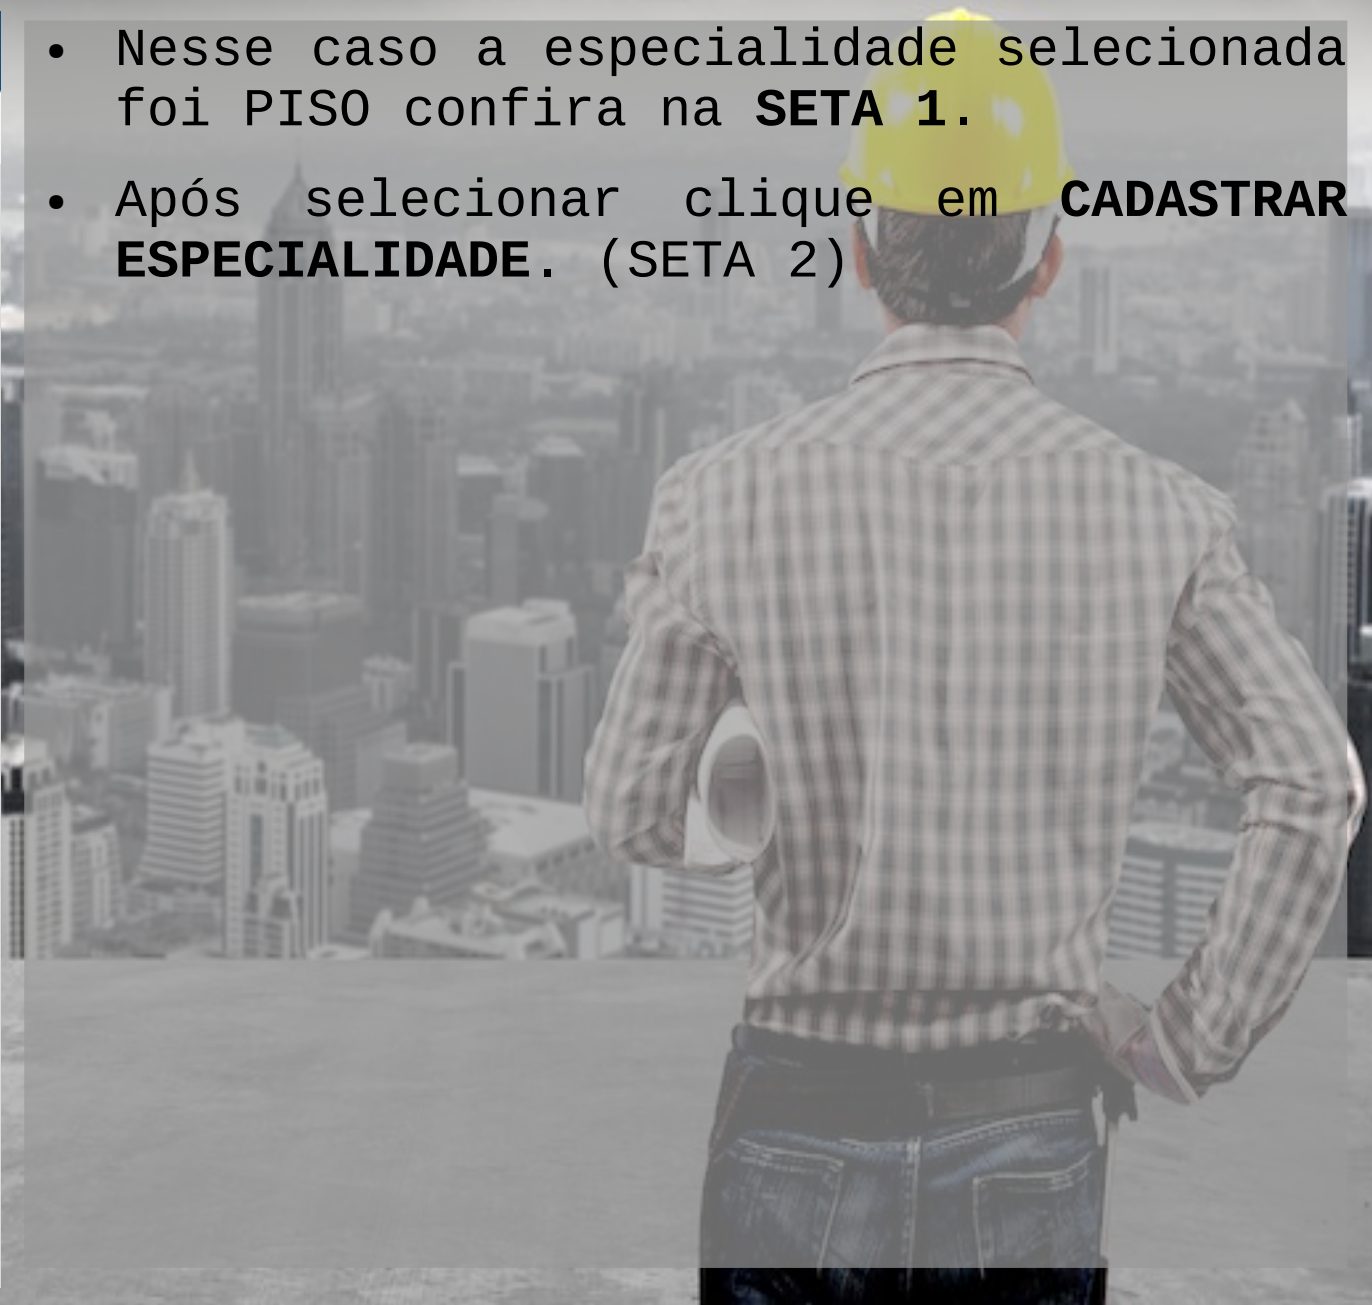 • Nesse caso a especialidade selecionada
foi PISO confira na SETA 1.
• Após selecionar clique em CADASTRAR
ESPECIALIDADE. (SETA 2)